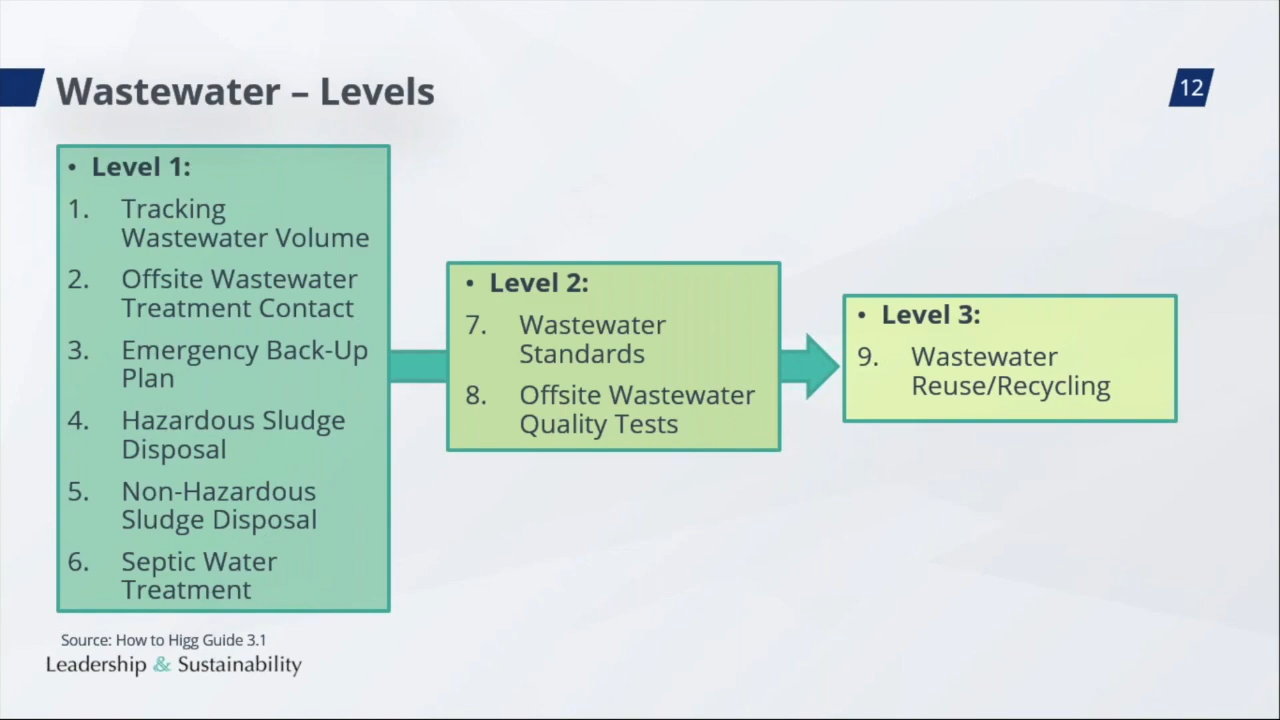 Wastewater – Levels
12
• Level 1:
1. Tracking
Wastewater Volume
2. Offsite Wastewater
Treatment Contact
3. Emergency Back-Up
Plan
4. Hazardous Sludge
Disposal
5. Non-Hazardous
Sludge Disposal
6. Septic Water
Treatment
• Level 2:
7. Wastewater
Standards
8. Offsite Wastewater
Quality Tests
• Level 3:
9. Wastewater
Reuse/Recycling
Source: How to Higg Guide 3.1
Leadership & Sustainability